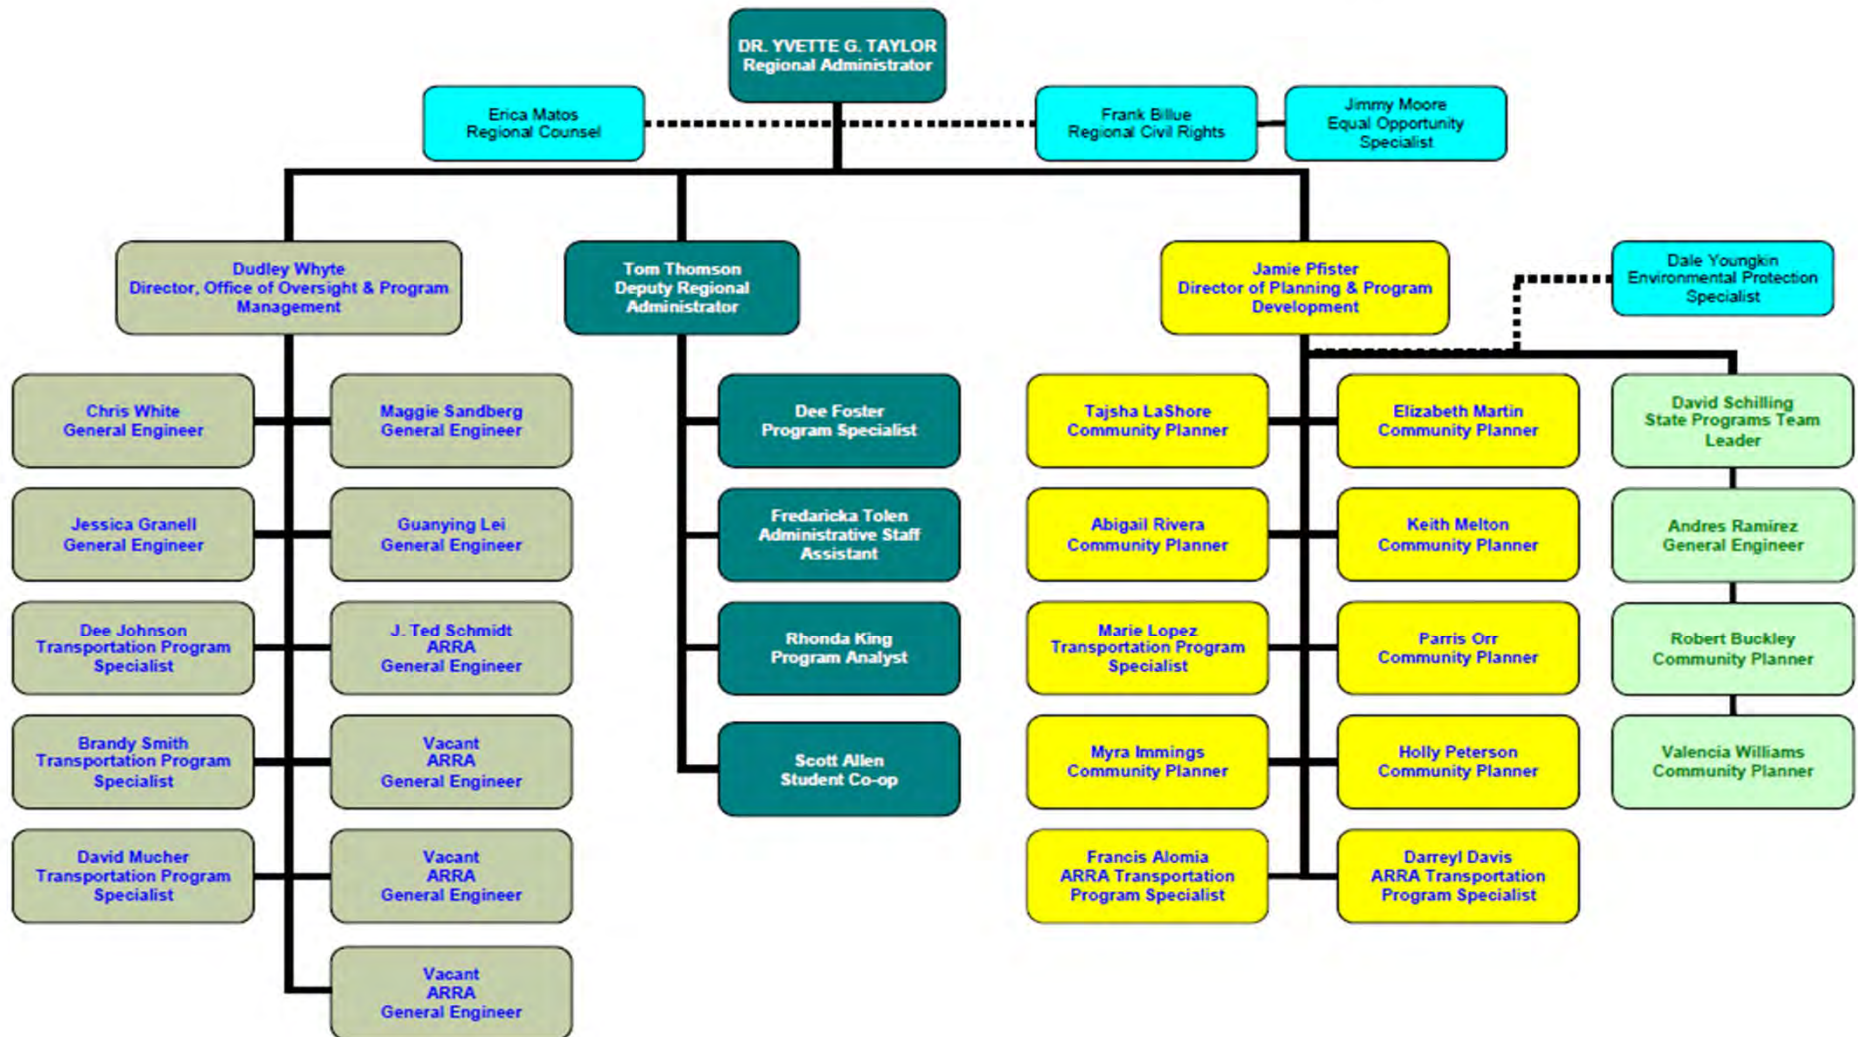 DR. YVETTE G. TAYLOR
Regional Administrator
Erica Matos
Regional Counsel
Frank Billue
Regional Civil Rights
Jimmy Moore
Equal Opportunity
Specialist
Dudley Whyte
Director, Office of Oversight & Program
Management
Tom Thomson
Deputy Regional
Administrator
Jamie Pfister
Director of Planning & Program
Development
Dale Youngkin
Environmental Protection
Specialist
Chris White
General Engineer
Maggie Sandberg
General Engineer
Jessica Granell
General Engineer
Guanying Lei
General Engineer
Dee Johnson
Transportation Program
Specialist
J. Ted Schmidt
ARRA
General Engineer
Brandy Smith
Transportation Program
Specialist
Vacant
ARRA
General Engineer
David Mucher
Transportation Program
Specialist
Vacant
ARRA
General Engineer
Vacant
ARRA
General Engineer
Dee Foster
Program Specialist
Fredaricka Tolen
Administrative Staff
Assistant
Rhonda King
Program Analyst
Scott Allen
Student Co-op
Tajsha LaShore
Community Planner
Elizabeth Martin
Community Planner
Abigail Rivera
Community Planner
Keith Melton
Community Planner
Marie Lopez
Transportation Program
Specialist
Parris Orr
Community Planner
Myra Immings
Community Planner
Holly Peterson
Community Planner
Francis Alomia
ARRA Transportation
Program Specialist
Darreyl Davis
ARRA Transportation
Program Specialist
David Schilling
State Programs Team
Leader
Andres Ramirez
General Engineer
Robert Buckley
Community Planner
Valencia Williams
Community Planner